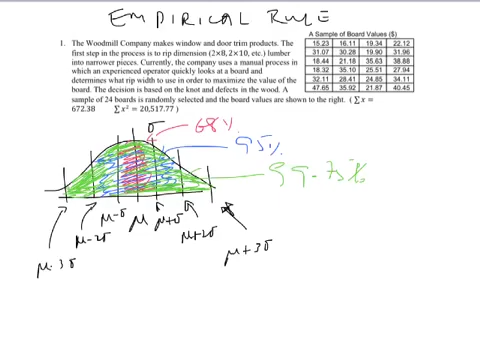 EMPIRICAL RULE
1. The Woodmill Company makes window and door trim products. The
first step in the process is to rip dimension (2×8, 2×10, etc.) lumber
into narrower pieces. Currently, the company uses a manual process in
which an experienced operator quickly looks at a board and
determines what rip width to use in order to maximize the value of the
board. The decision is based on the knot and defects in the wood. A
sample of 24 boards is randomly selected and the board values are shown to the right. ( ∑x =
672.38 ∑x² = 20,517.77 )
A Sample of Board Values ($)
15.23 16.11 19.34 22.12
31.07 30.28 19.90 31.96
18.44 21.18 35.63 38.88
18.32 35.10 25.51 27.94
32.11 28.41 24.85 34.11
47.65 35.92 21.87 40.45
σ
68%
95%
99.73%
μ-3σ
μ-2σ
μ-σ
μ
μ+σ
μ+2σ
μ+3σ